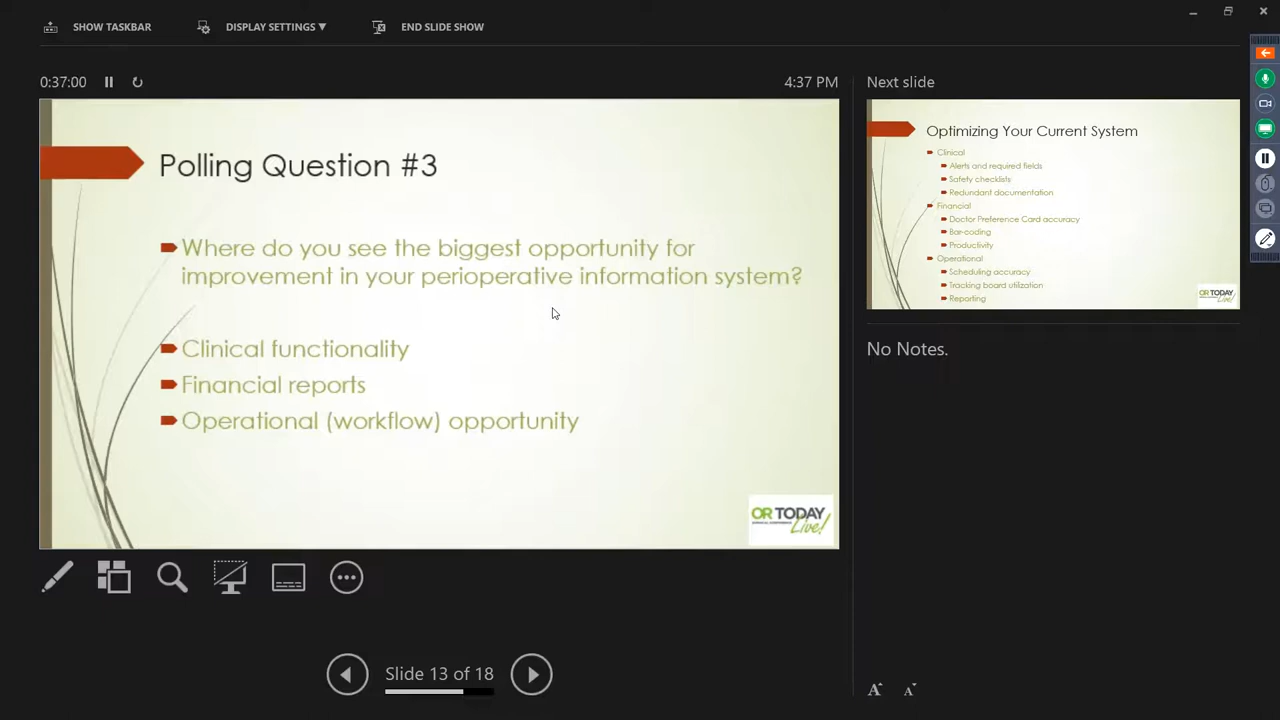 SHOW TASKBAR
DISPLAY SETTINGS ▼
END SLIDE SHOW
0:37:00
4:37 PM
Polling Question #3
Where do you see the biggest opportunity for
improvement in your perioperative information system?
Clinical functionality
Financial reports
Operational (workflow) opportunity
OR TODAY
Live!
Slide 13 of 18
Next slide
Optimizing Your Current System
Clinical
Alerts and required fields
Safety checklists
Redundant documentation
Financial
Doctor Preference Card accuracy
Bar-coding
Productivity
Operational
Scheduling accuracy
Tracking board utilization
Reporting
OR TODAY
Live!
No Notes.
A A